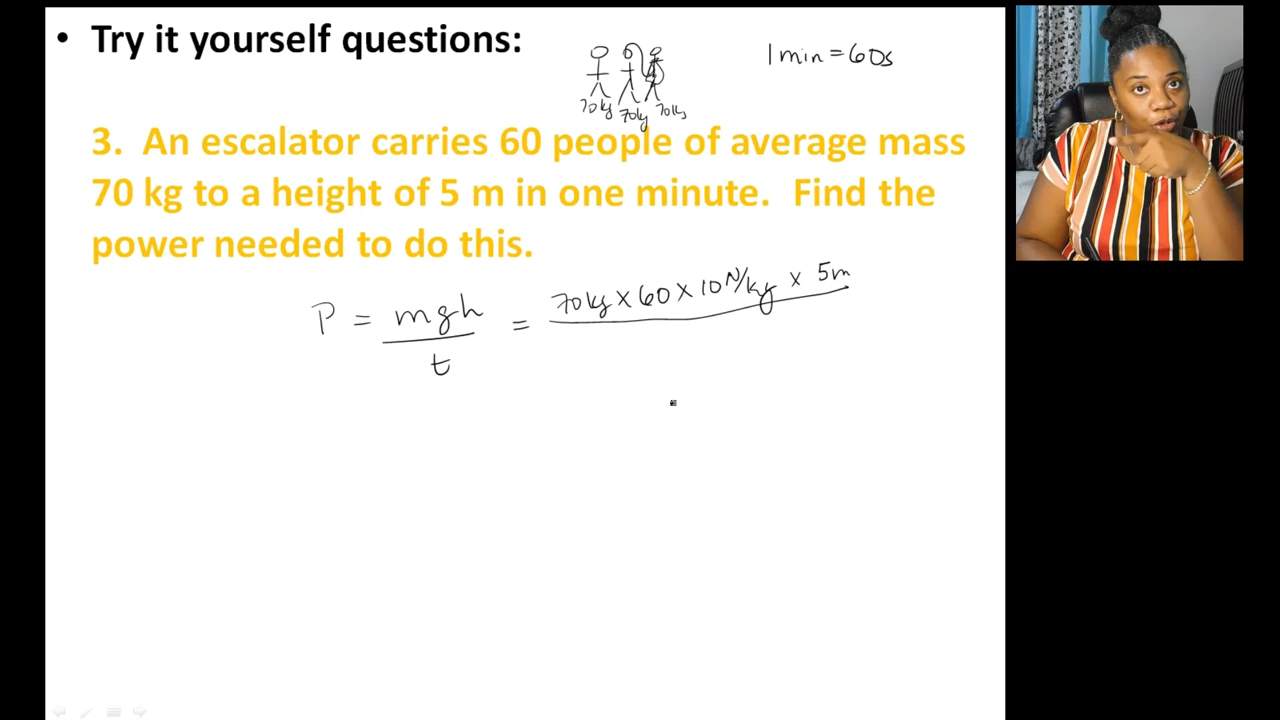 • Try it yourself questions:
1 min = 60s
70kg 70kg 70kg
3. An escalator carries 60 people of average mass
70 kg to a height of 5 m in one minute. Find the
power needed to do this.
P = mgh / t = 70kg × 60 × 10 N/kg × 5m